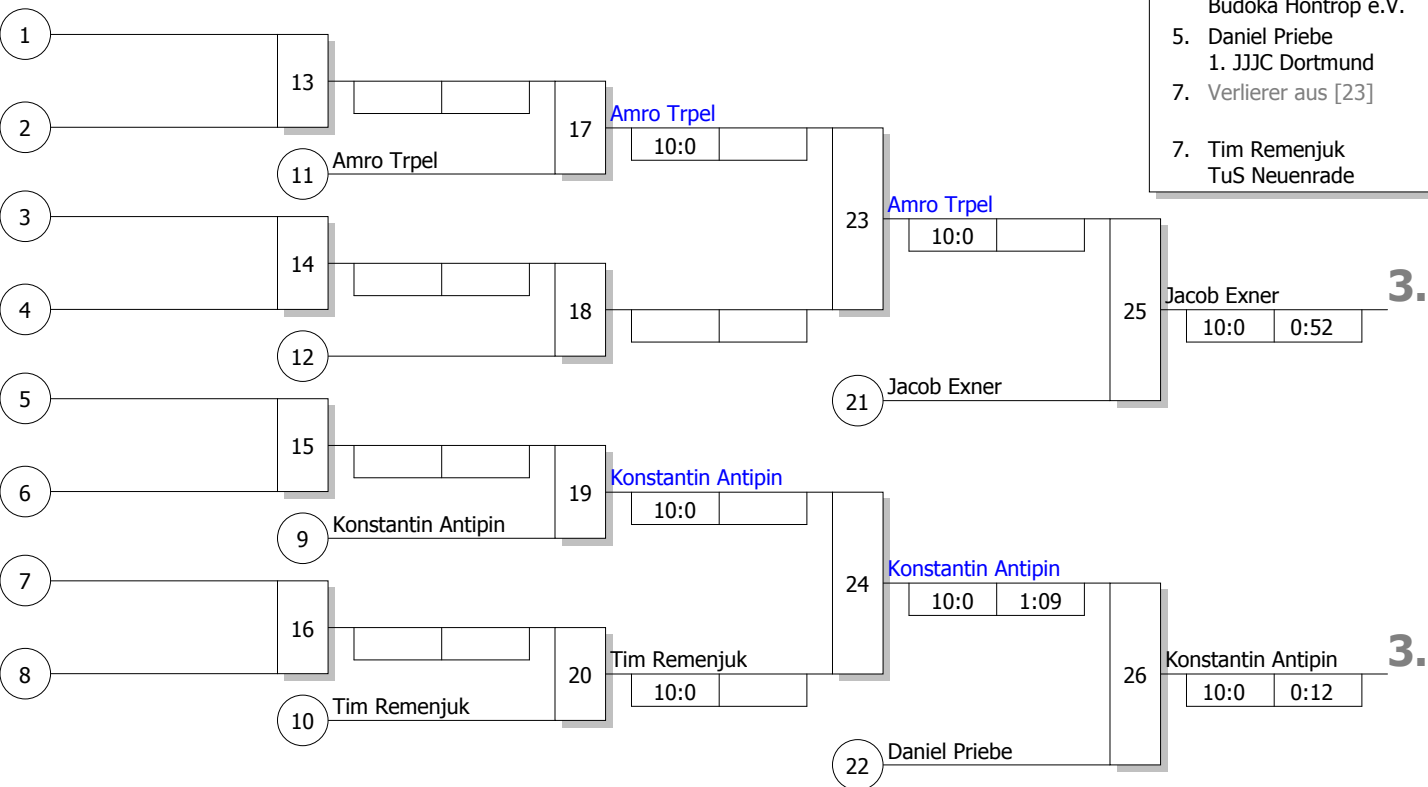 Budoka Höntrop e.V.
5. Daniel Priebe
1. JJJC Dortmund
7. Verlierer aus [23]
7. Tim Remenjuk
TuS Neuenrade
1
13
2
17
Amro Trpel
10:0
11
Amro Trpel
3
14
4
18
12
23
Amro Trpel
10:0
25
Jacob Exner
3.
10:0 0:52
21
Jacob Exner
5
15
6
19
Konstantin Antipin
10:0
9
Konstantin Antipin
7
16
8
20
Tim Remenjuk
10:0
10
Tim Remenjuk
24
Konstantin Antipin
10:0 1:09
26
Konstantin Antipin
3.
10:0 0:12
22
Daniel Priebe